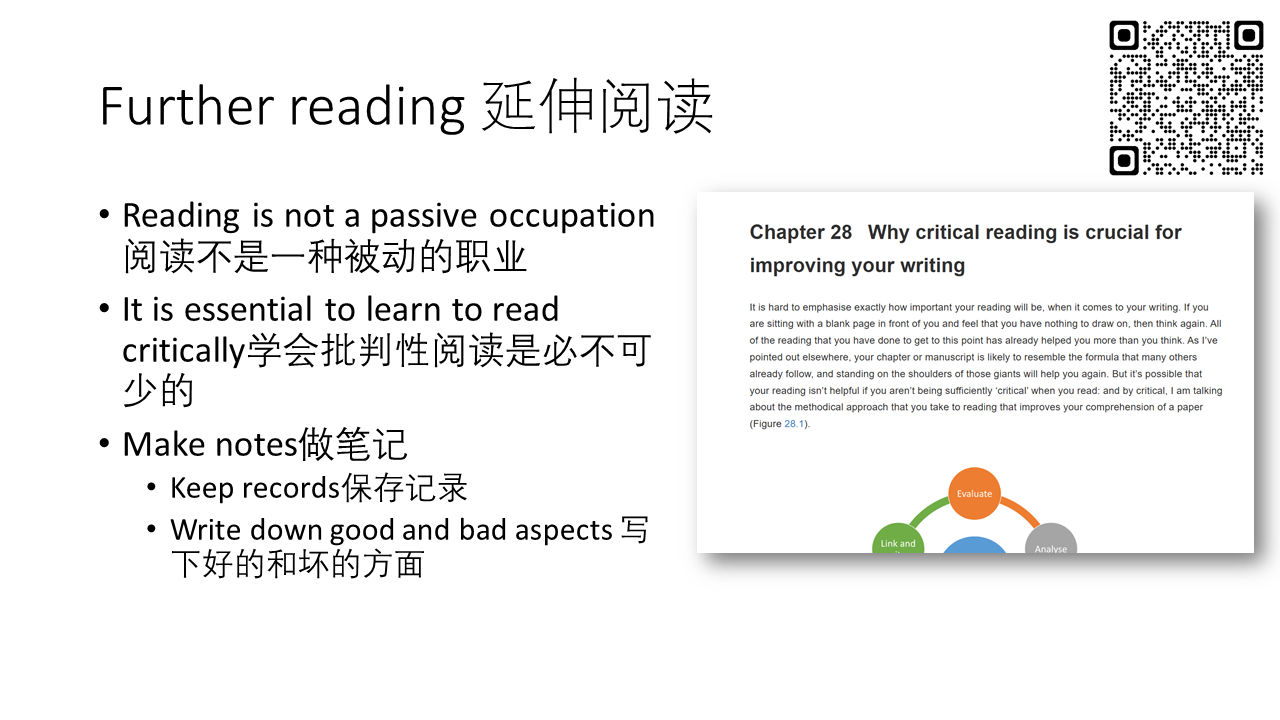 Further reading 延伸阅读
• Reading is not a passive occupation
阅读不是一种被动的职业
• It is essential to learn to read
critically学会批判性阅读是必不可
少的
• Make notes做笔记
• Keep records保存记录
• Write down good and bad aspects 写
下好的和坏的方面
Chapter 28 Why critical reading is crucial for
improving your writing
It is hard to emphasise exactly how important your reading will be, when it comes to your writing. If you
are sitting with a blank page in front of you and feel that you have nothing to draw on, then think again. All
of the reading that you have done to get to this point has already helped you more than you think. As I've
pointed out elsewhere, your chapter or manuscript is likely to resemble the formula that many others
already follow, and standing on the shoulders of those giants will help you again. But it's possible that
your reading isn't helpful if you aren't being sufficiently ‘critical’ when you read: and by critical, I am talking
about the methodical approach that you take to reading that improves your comprehension of a paper
(Figure 28.1).
Evaluate
Link and
Analyse